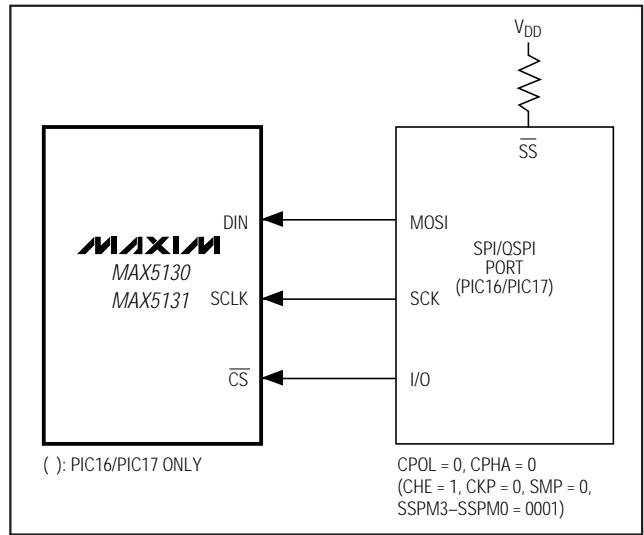 VDD
SS
DIN
MOSI
MAXIM
MAX5130
MAX5131
SPI/QSPI
PORT
(PIC16/PIC17)
SCLK
SCK
CS
I/O
( ): PIC16/PIC17 ONLY
CPOL = 0, CPHA = 0
(CHE = 1, CKP = 0, SMP = 0,
SSPM3–SSPM0 = 0001)